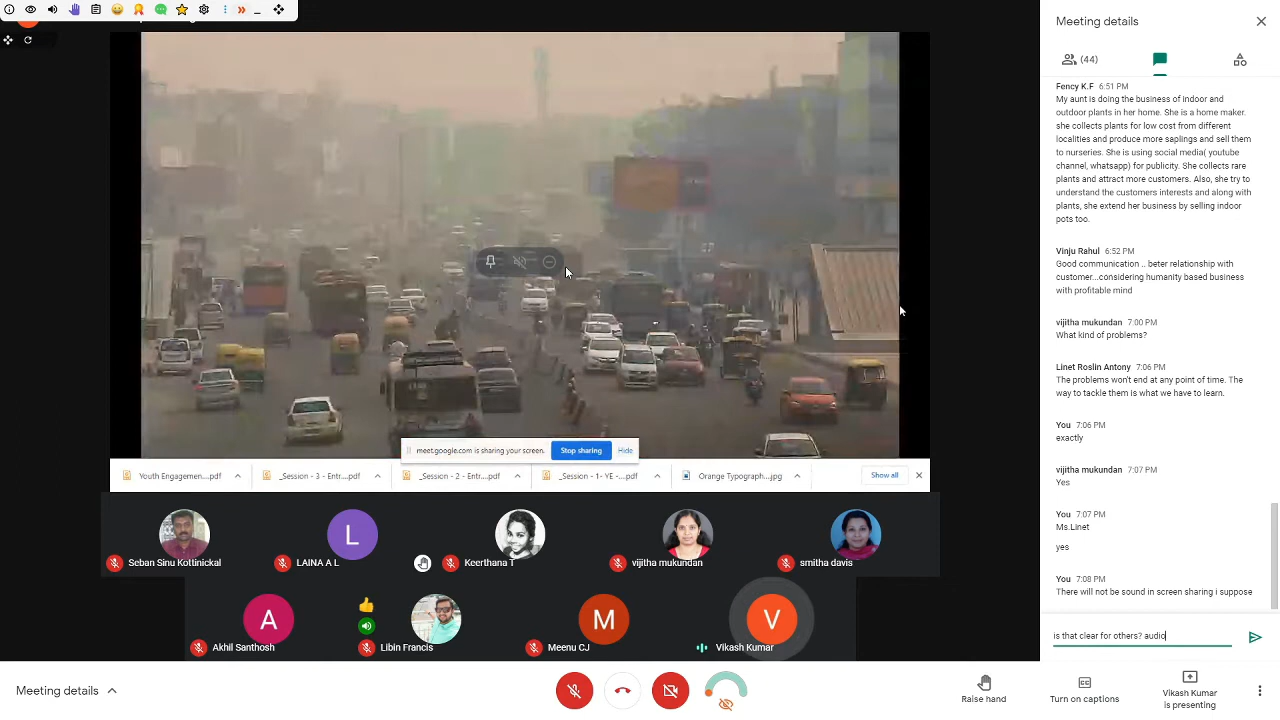 Meeting details
(44)
Fency K.F 6:51 PM
My aunt is doing the business of indoor and
outdoor plants in her home. She is a home maker.
she collects plants for low cost from different
localities and produce more saplings and sell them
to nurseries. She is using social media( youtube
channel, whatsapp) for publicity. She collects rare
plants and attract more customers. Also, she try to
understand the customers interests and along with
plants, she extend her business by selling indoor
pots too.
Vinju Rahul 6:52 PM
Good communication .. beter relationship with
customer...considering humanity based business
with profitable mind
vijitha mukundan 7:00 PM
What kind of problems?
Linet Roslin Antony 7:06 PM
The problems won't end at any point of time. The
way to tackle them is what we have to learn.
You 7:06 PM
exactly
vijitha mukundan 7:07 PM
Yes
You 7:07 PM
Ms.Linet
yes
You 7:08 PM
There will not be sound in screen sharing i suppose
is that clear for others? audio
meet.google.com is sharing your screen.
Stop sharing
Hide
Youth Engagemen....pdf
_Session - 3 - Entr....pdf
_Session - 2 - Entr....pdf
_Session - 1- YE -....pdf
Orange Typograph....jpg
Show all
Seban Sinu Kottinickal
L
LAINA A L
Keerthana T
vijitha mukundan
smitha davis
A
Akhil Santhosh
Libin Francis
M
Meenu CJ
V
Vikash Kumar
Meeting details
Raise hand
Turn on captions
Vikash Kumar
is presenting